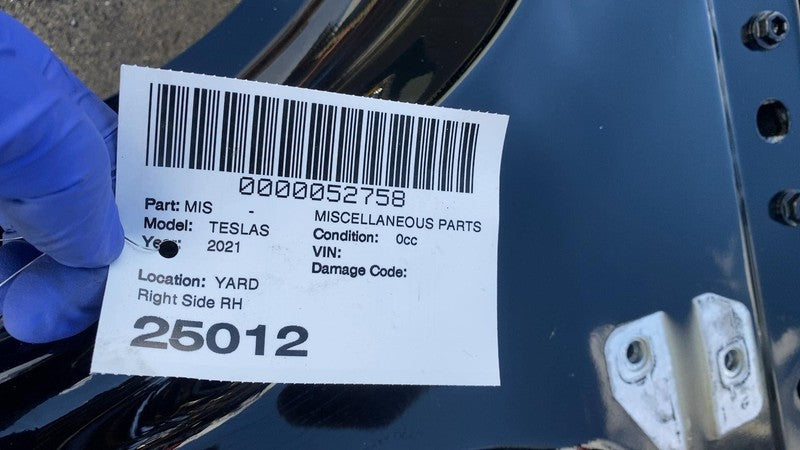 0000052758
Part: MIS - MISCELLANEOUS PARTS
Model: TESLAS Condition: 0cc
Year: 2021 VIN:
Damage Code:
Location: YARD
Right Side RH
25012